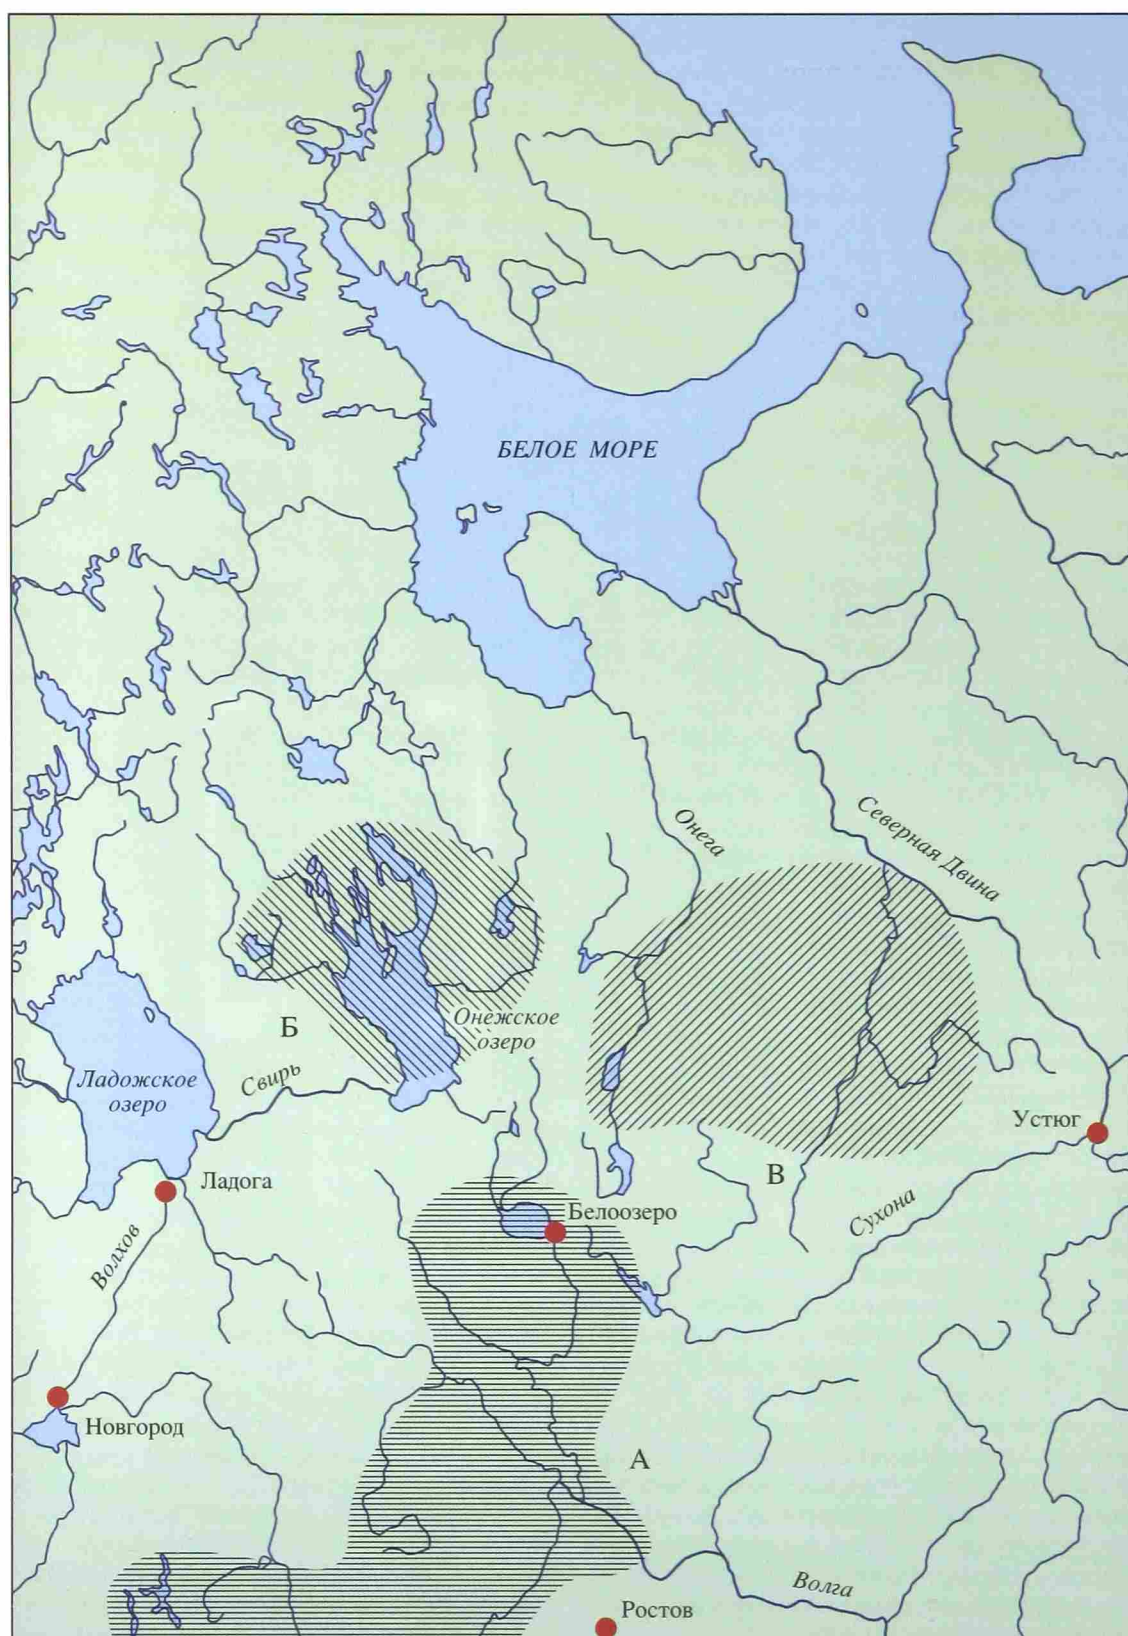 БЕЛОЕ МОРЕ
Онега
Северная Двина
Онежское
озеро
Б
Свирь
Ладожское
озеро
Устюг
В
Ладога
Белоозеро
Сухона
Волхов
Новгород
А
Волга
Ростов